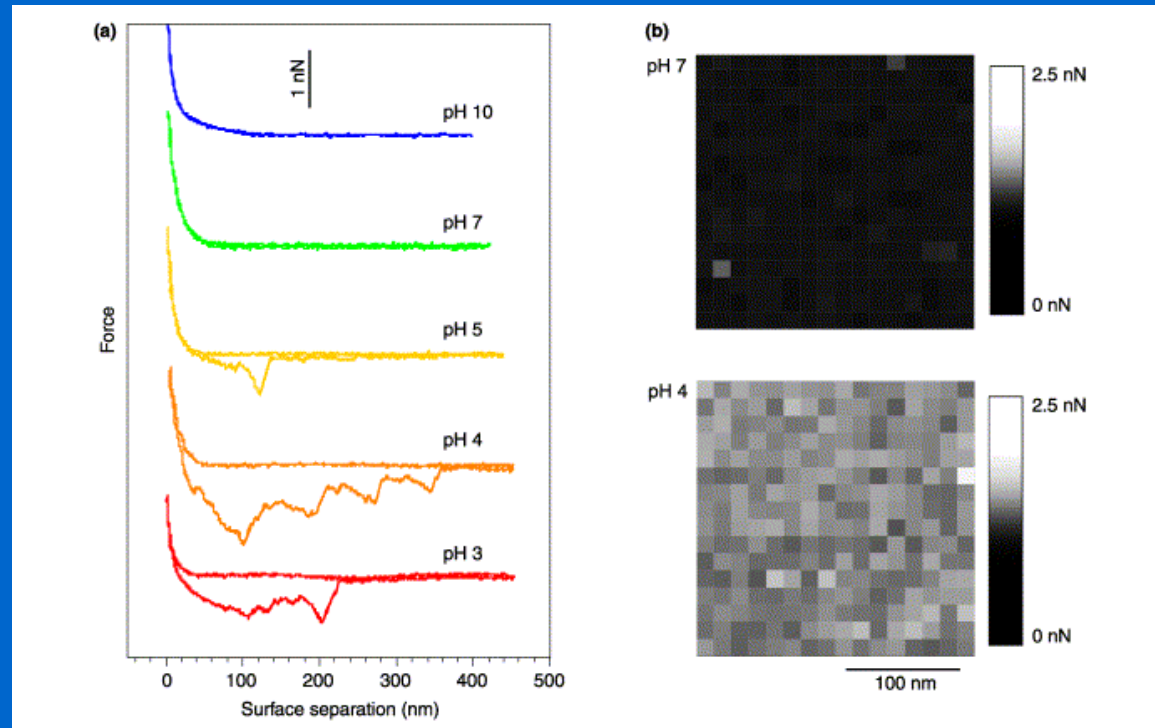 (a)
1 nN
pH 10
pH 7
pH 5
pH 4
pH 3
Force
0 100 200 300 400 500
Surface separation (nm)
(b)
pH 7
2.5 nN
0 nN
pH 4
2.5 nN
0 nN
100 nm